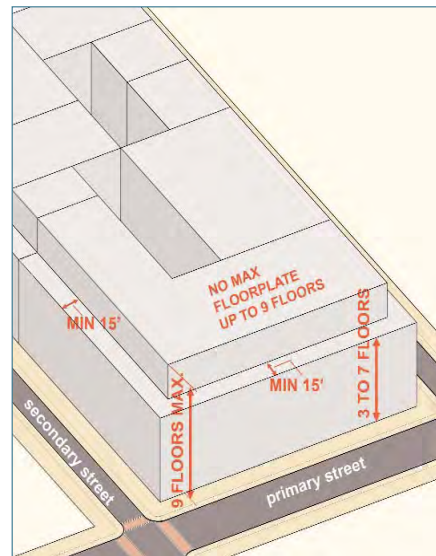 NO MAX
FLOORPLATE
UP TO 9 FLOORS
MIN 15’
MIN 15’
3 TO 7 FLOORS
9 FLOORS MAX.
secondary street
primary street